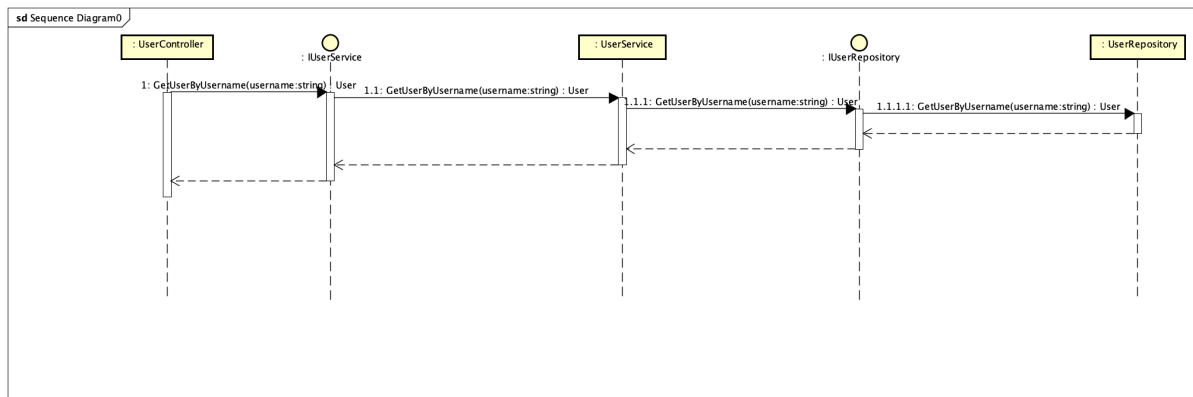 sd Sequence Diagram0
: UserController
: IUserService
: UserService
: IUserRepository
: UserRepository
1: GetUserByUsername(username:string) : User
1.1: GetUserByUsername(username:string) : User
1.1.1: GetUserByUsername(username:string) : User
1.1.1.1: GetUserByUsername(username:string) : User